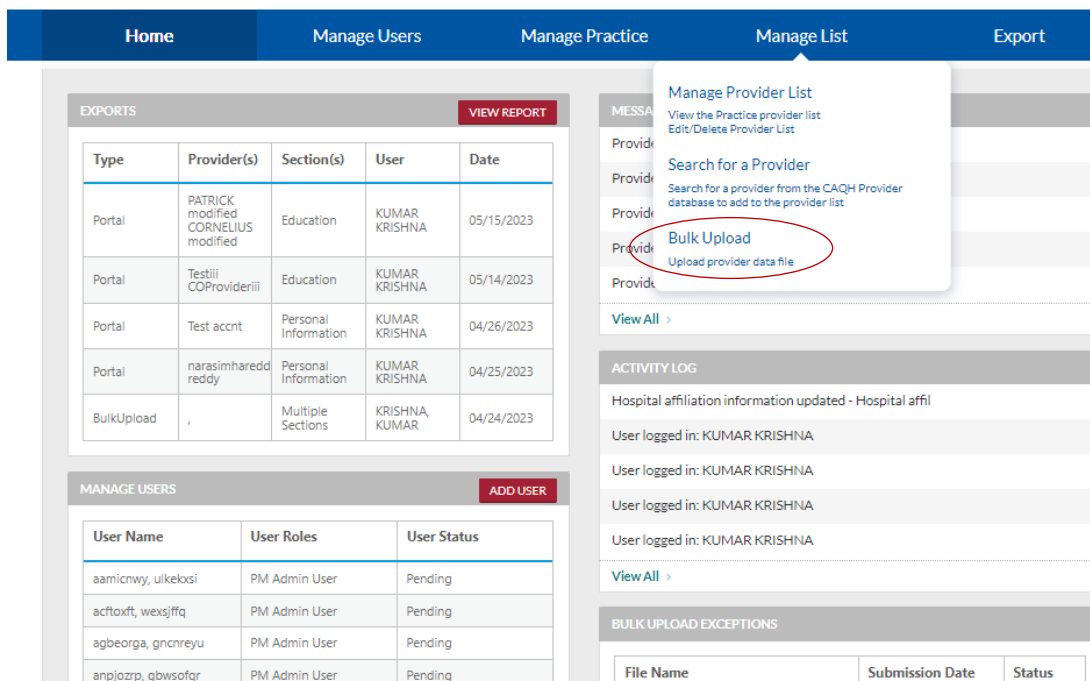 Home Manage Users Manage Practice Manage List Export
EXPORTS VIEW REPORT
Type Provider(s) Section(s) User Date
Portal PATRICK modified CORNELIUS modified Education KUMAR KRISHNA 05/15/2023
Portal Testiii COProvideriii Education KUMAR KRISHNA 05/14/2023
Portal Test accnt Personal Information KUMAR KRISHNA 04/26/2023
Portal narasimharedd reddy Personal Information KUMAR KRISHNA 04/25/2023
BulkUpload , Multiple Sections KRISHNA, KUMAR 04/24/2023
MANAGE USERS ADD USER
User Name User Roles User Status
aamicnwy, ulkekxsi PM Admin User Pending
acftoxft, wexsjffq PM Admin User Pending
agbeorga, gncnreyu PM Admin User Pending
anpjozrp, gbwsofqr PM Admin User Pending
Manage Provider List
View the Practice provider list
Edit/Delete Provider List
Search for a Provider
Search for a provider from the CAQH Provider
database to add to the provider list
Bulk Upload
Upload provider data file
MESSA
Provide
Provide
Provide
Provide
Provide
View All >
ACTIVITY LOG
Hospital affiliation information updated - Hospital affil
User logged in: KUMAR KRISHNA
User logged in: KUMAR KRISHNA
User logged in: KUMAR KRISHNA
User logged in: KUMAR KRISHNA
View All >
BULK UPLOAD EXCEPTIONS
File Name Submission Date Status